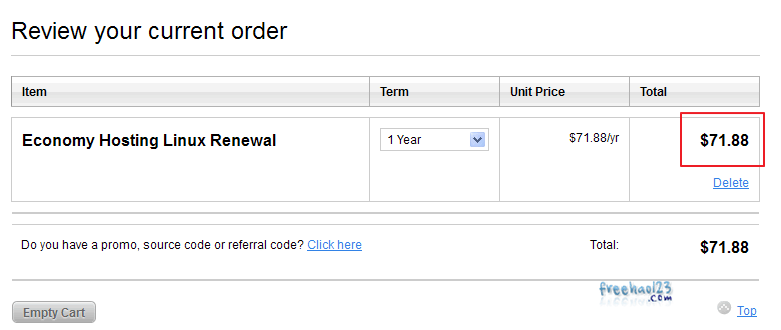 Review your current order
Item Term Unit Price Total
Economy Hosting Linux Renewal 1 Year $71.88/yr $71.88
Delete
Do you have a promo, source code or referral code? Click here Total: $71.88
freehao123
.com
Empty Cart Top